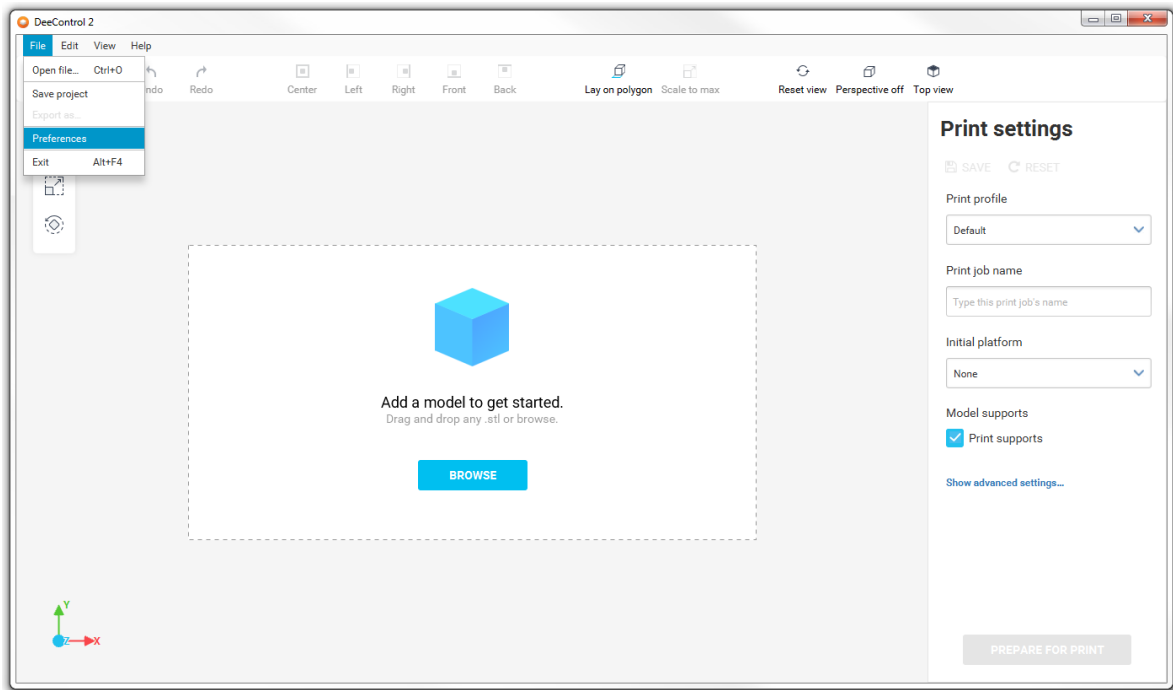 DeeControl 2
File Edit View Help
Open file... Ctrl+O
Save project
Export as...
Preferences
Exit Alt+F4
ndo Redo Center Left Right Front Back Lay on polygon Scale to max Reset view Perspective off Top view
Add a model to get started.
Drag and drop any .stl or browse.
BROWSE
Y
Z X
Print settings
SAVE RESET
Print profile
Default
Print job name
Type this print job's name
Initial platform
None
Model supports
Print supports
Show advanced settings...
PREPARE FOR PRINT